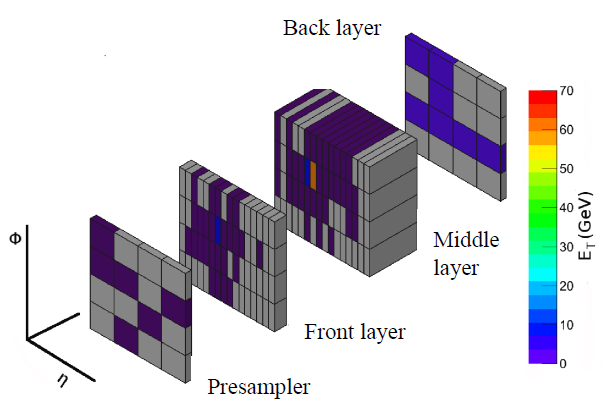 Back layer
70
60
50
40
30
20
10
0
E_T (GeV)
Middle
layer
Front layer
Presampler
Φ
η